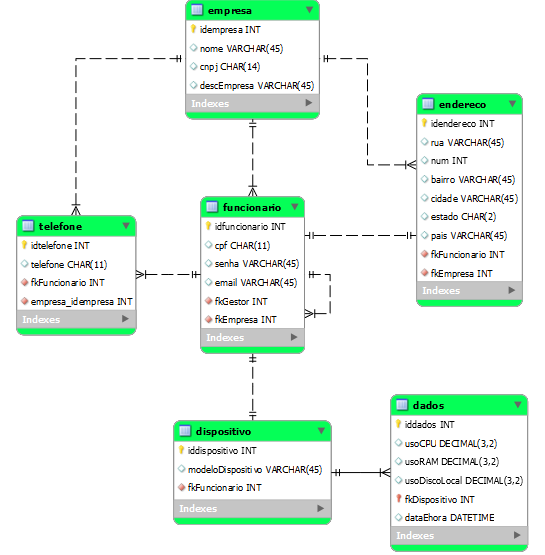 empresa
idempresa INT
nome VARCHAR(45)
cnpj CHAR(14)
descEmpresa VARCHAR(45)
Indexes
endereco
idendereco INT
rua VARCHAR(45)
num INT
bairro VARCHAR(45)
cidade VARCHAR(45)
estado CHAR(2)
pais VARCHAR(45)
fkFuncionario INT
fkEmpresa INT
Indexes
funcionario
idfuncionario INT
cpf CHAR(11)
senha VARCHAR(45)
email VARCHAR(45)
fkGestor INT
fkEmpresa INT
Indexes
telefone
idtelefone INT
telefone CHAR(11)
fkFuncionario INT
empresa_idempresa INT
Indexes
dispositivo
iddispositivo INT
modeloDispositivo VARCHAR(45)
fkFuncionario INT
Indexes
dados
iddados INT
usoCPU DECIMAL(3,2)
usoRAM DECIMAL(3,2)
usoDiscoLocal DECIMAL(3,2)
fkDispositivo INT
dataEhora DATETIME
Indexes